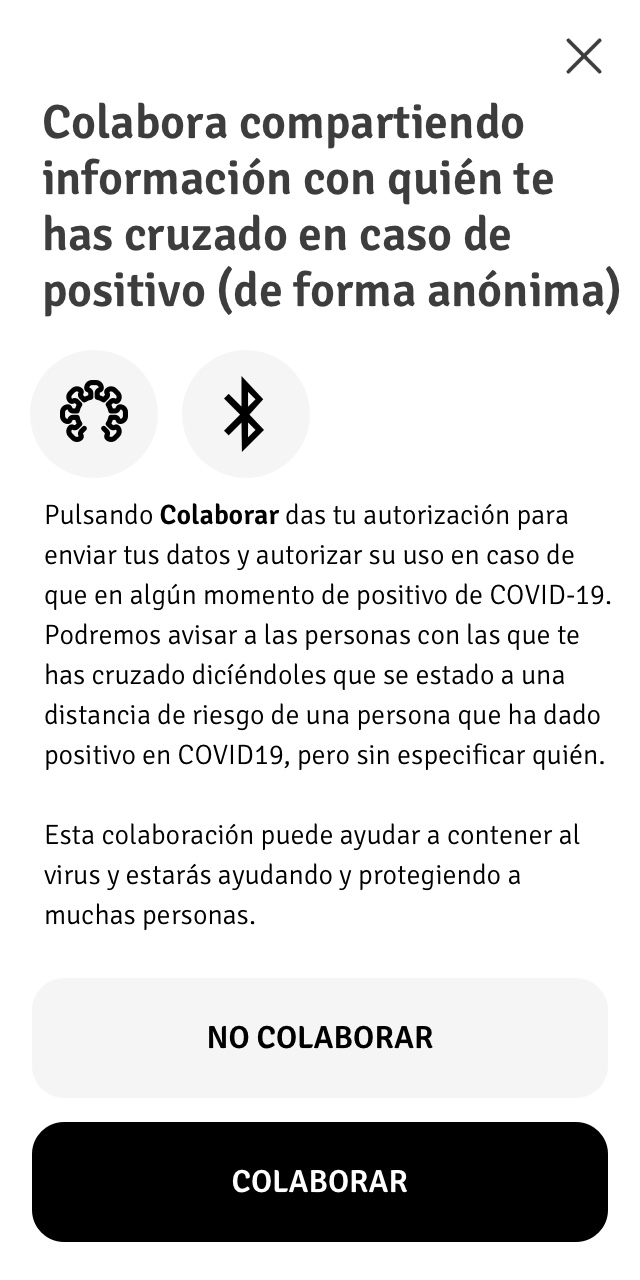 Colabora compartiendo
información con quién te
has cruzado en caso de
positivo (de forma anónima)
Pulsando Colaborar das tu autorización para
enviar tus datos y autorizar su uso en caso de
que en algún momento de positivo de COVID-19.
Podremos avisar a las personas con las que te
has cruzado dicíéndoles que se estado a una
distancia de riesgo de una persona que ha dado
positivo en COVID19, pero sin especificar quién.
Esta colaboración puede ayudar a contener al
virus y estarás ayudando y protegiendo a
muchas personas.
NO COLABORAR
COLABORAR